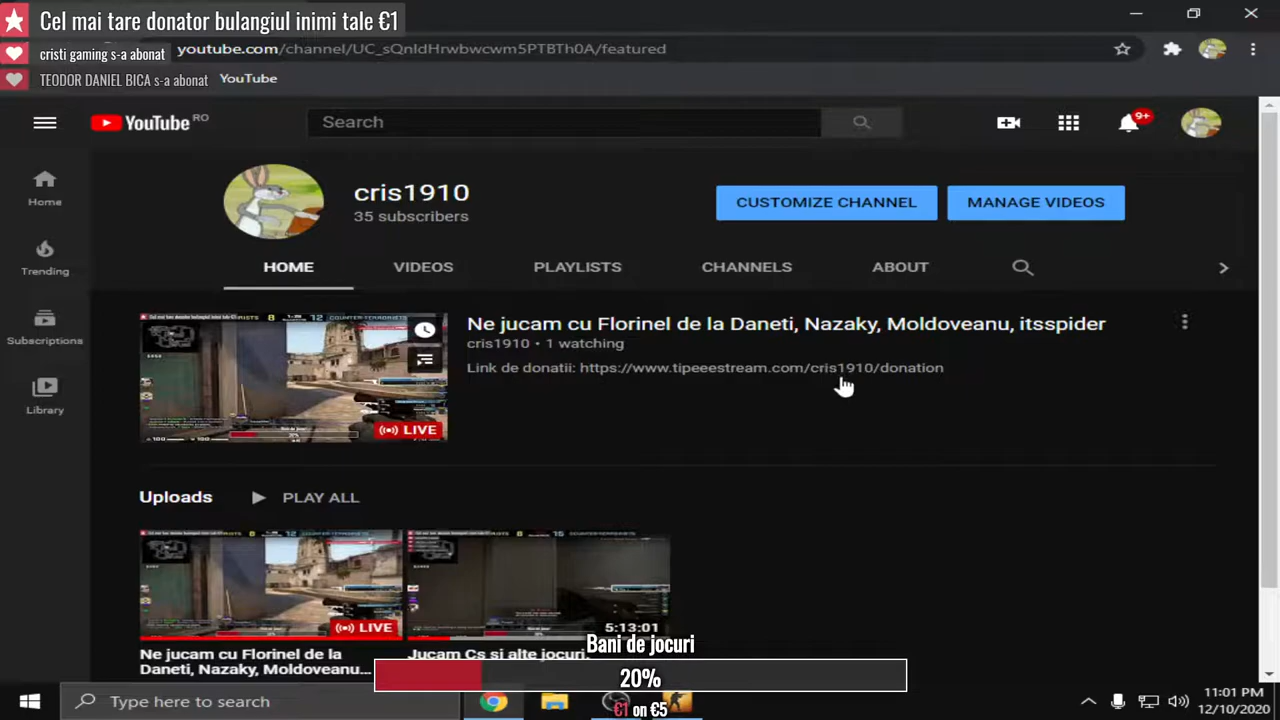 Cel mai tare donator bulangiul inimi tale €1
cristi gaming s-a abonat
youtube.com/channel/UC_sQnIdHrwbwcwm5PTBTh0A/featured
TEODOR DANIEL BICA s-a abonat
YouTube
YouTube RO
Search
9+
Home
Trending
Subscriptions
Library
cris1910
35 subscribers
CUSTOMIZE CHANNEL
MANAGE VIDEOS
HOME VIDEOS PLAYLISTS CHANNELS ABOUT
Ne jucam cu Florinel de la Daneti, Nazaky, Moldoveanu, itsspider
cris1910 • 1 watching
Link de donatii: https://www.tipeeestream.com/cris1910/donation
LIVE
Uploads
PLAY ALL
LIVE
5:13:01
Ne jucam cu Florinel de la
Daneti, Nazaky, Moldoveanu...
Jucam Cs si alte jocuri.
Bani de jocuri
20%
€1 on €5
Type here to search
11:01 PM
12/10/2020